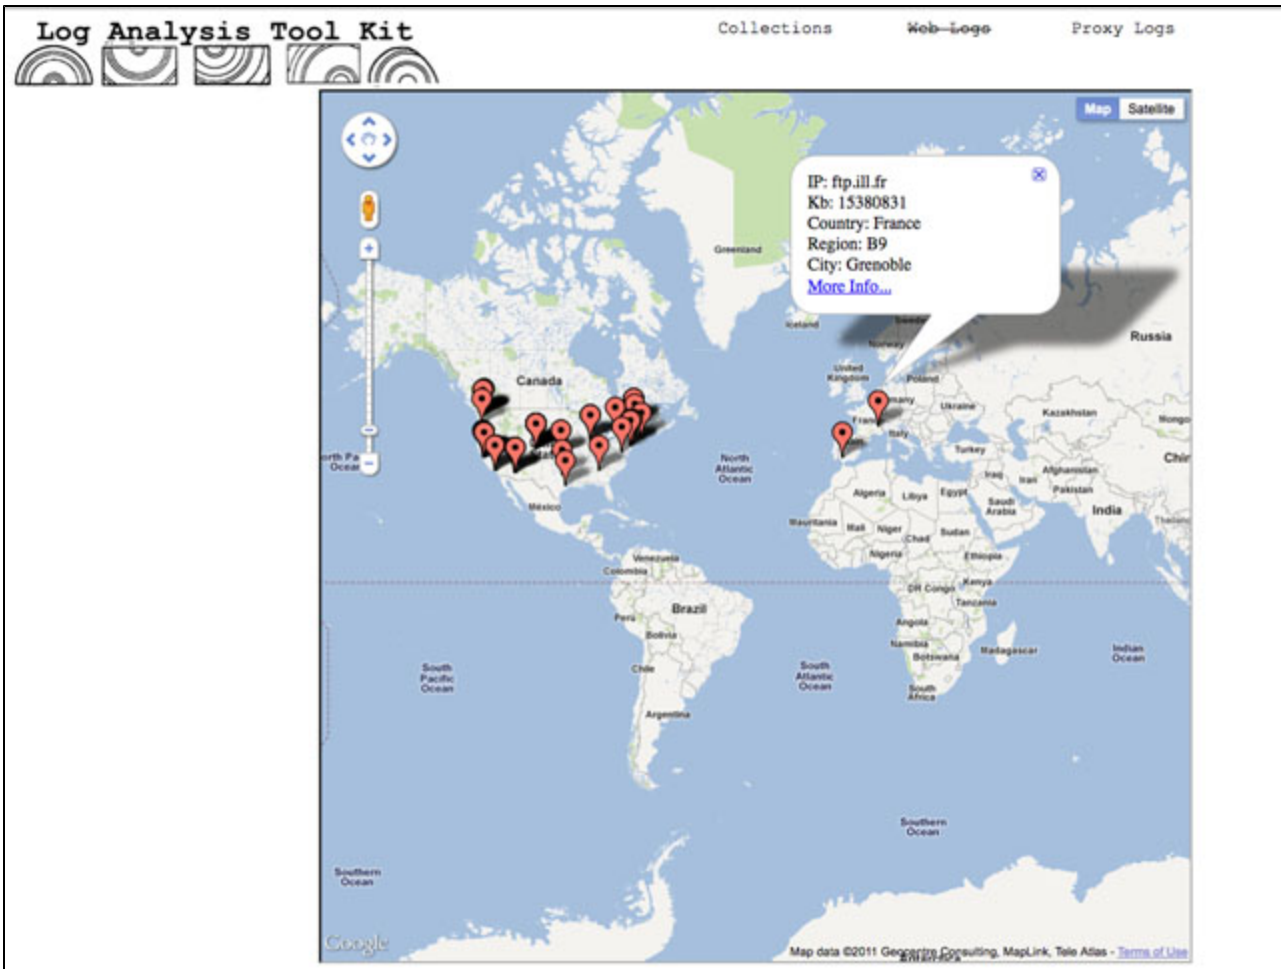 Log Analysis Tool Kit
Collections
Web Logs
Proxy Logs
Map
Satellite
IP: ftp.ill.fr
Kb: 15380831
Country: France
Region: B9
City: Grenoble
More Info...
Greenland
Iceland
Norway
Russia
United
Kingdom
Poland
Canada
Ukraine
Kazakhstan
Italy
Turkey
North
Atlantic
Ocean
Iraq
Iran
Afghanistan
Pakistan
Algeria
Libya
Egypt
Saudi
Arabia
India
México
Mauritania
Mali
Niger
Chad
Sudan
Nigeria
Ethiopia
Venezuela
Colombia
DR Congo
Kenya
Tanzania
Brazil
Perú
Angola
Bolivia
Namibia
Botswana
Madagascar
Indian
Ocean
South
Pacific
Ocean
Chile
South
Atlantic
Ocean
South
Africa
Argentina
Southern
Ocean
Southern
Ocean
Google
Map data ©2011 Geocentre Consulting, MapLink, Tele Atlas - Terms of Use